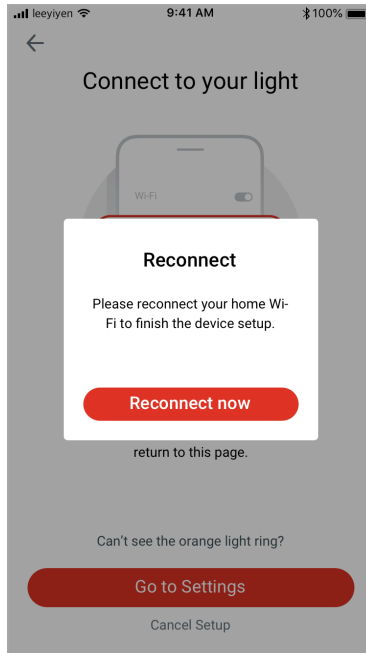 leeyiyen 9:41 AM 100%
Connect to your light
Wi-Fi
Reconnect
Please reconnect your home Wi-
Fi to finish the device setup.
Reconnect now
return to this page.
Can't see the orange light ring?
Go to Settings
Cancel Setup